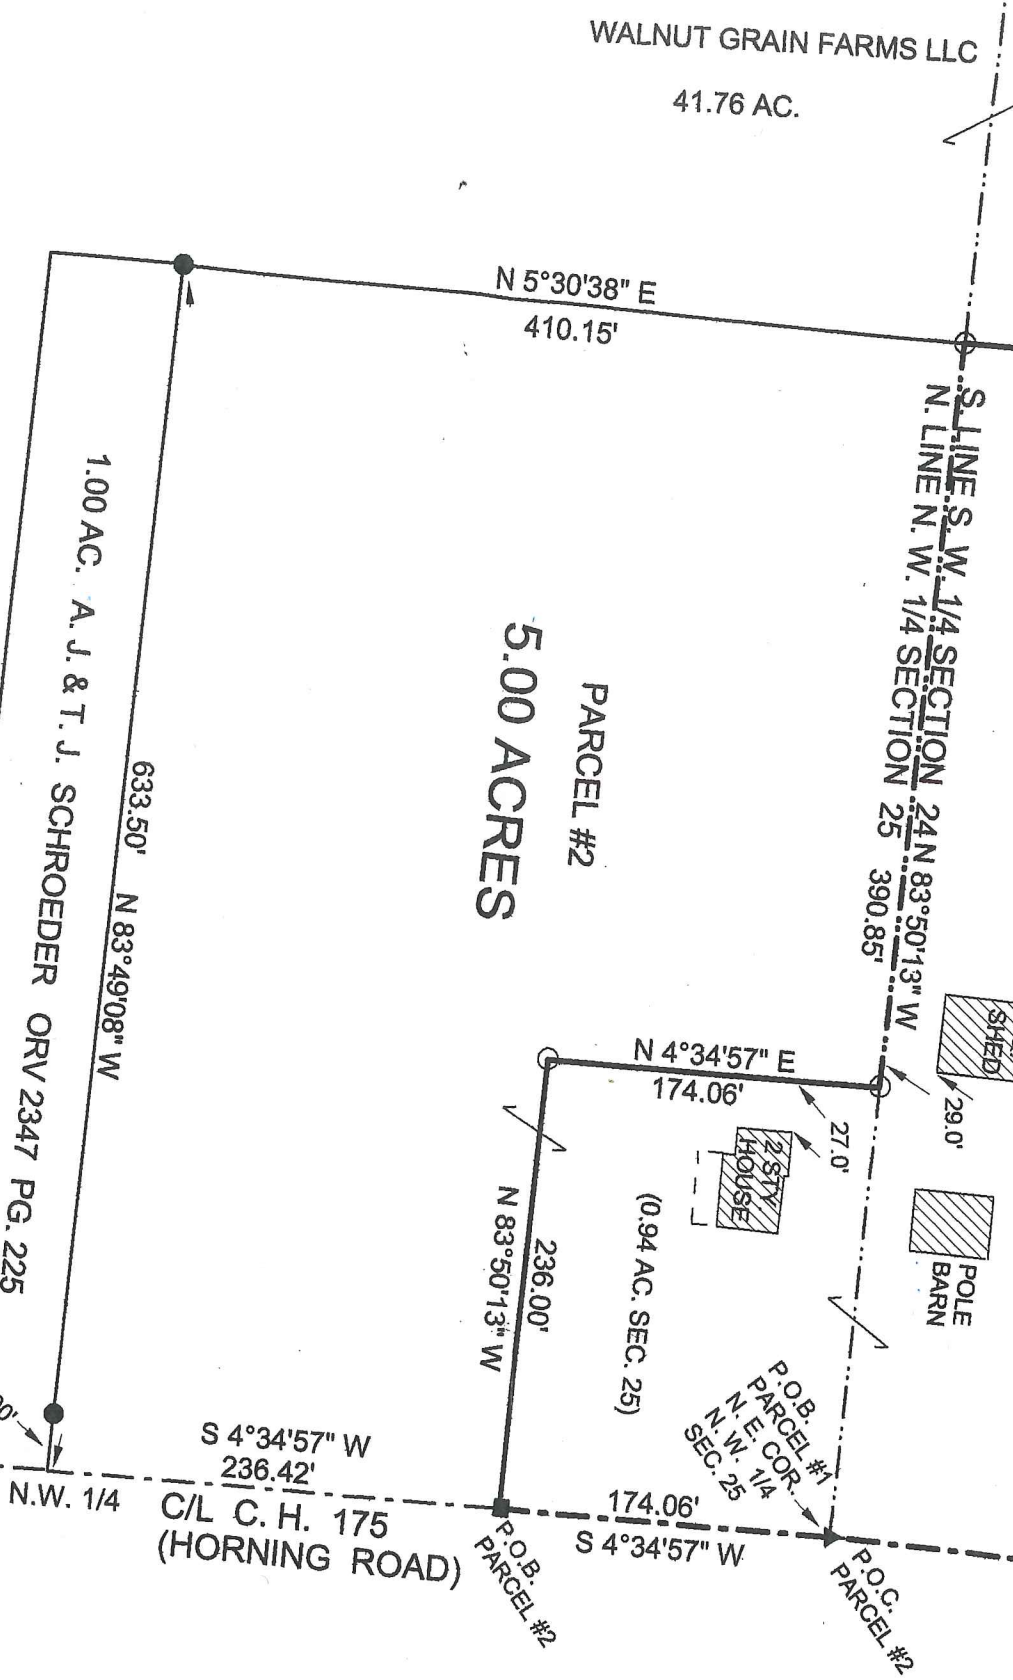 WALNUT GRAIN FARMS LLC
41.76 AC.
N 5°30'38" E
410.15'
S. LINE S. W. 1/4 SECTION 24
N. LINE N. W. 1/4 SECTION 25
N 83°50'13" W
390.85'
PARCEL #2
5.00 ACRES
633.50' N 83°49'08" W
1.00 AC. A. J. & T. J. SCHROEDER ORV 2347 PG. 225
SHED
29.0'
N 4°34'57" E
174.06'
27.0'
2 STY.
HOUSE
POLE
BARN
(0.94 AC. SEC. 25)
236.00'
N 83°50'13" W
P.O.B.
PARCEL #1
N. E. COR.
N. W. 1/4
SEC. 25
S 4°34'57" W
236.42'
174.06'
S 4°34'57" W
N.W. 1/4
C/L C. H. 175
(HORNING ROAD)
P.O.B.
PARCEL #2
P.O.C.
PARCEL #2